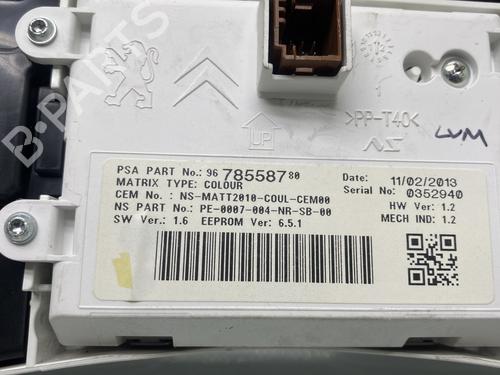 B-PARTS
UP
>PP-T40<
NS
LVM
PSA PART No.: 96 785587 80
MATRIX TYPE: COLOUR
CEM No.: NS-MATT2010-COUL-CEM00
NS PART No.: PE-0007-004-NR-SB-00
SW Ver.: 1.6 EEPROM Ver: 6.5.1
Date: 11/02/2013
Serial No: 0352940
HW Ver: 1.2
MECH IND: 1.2